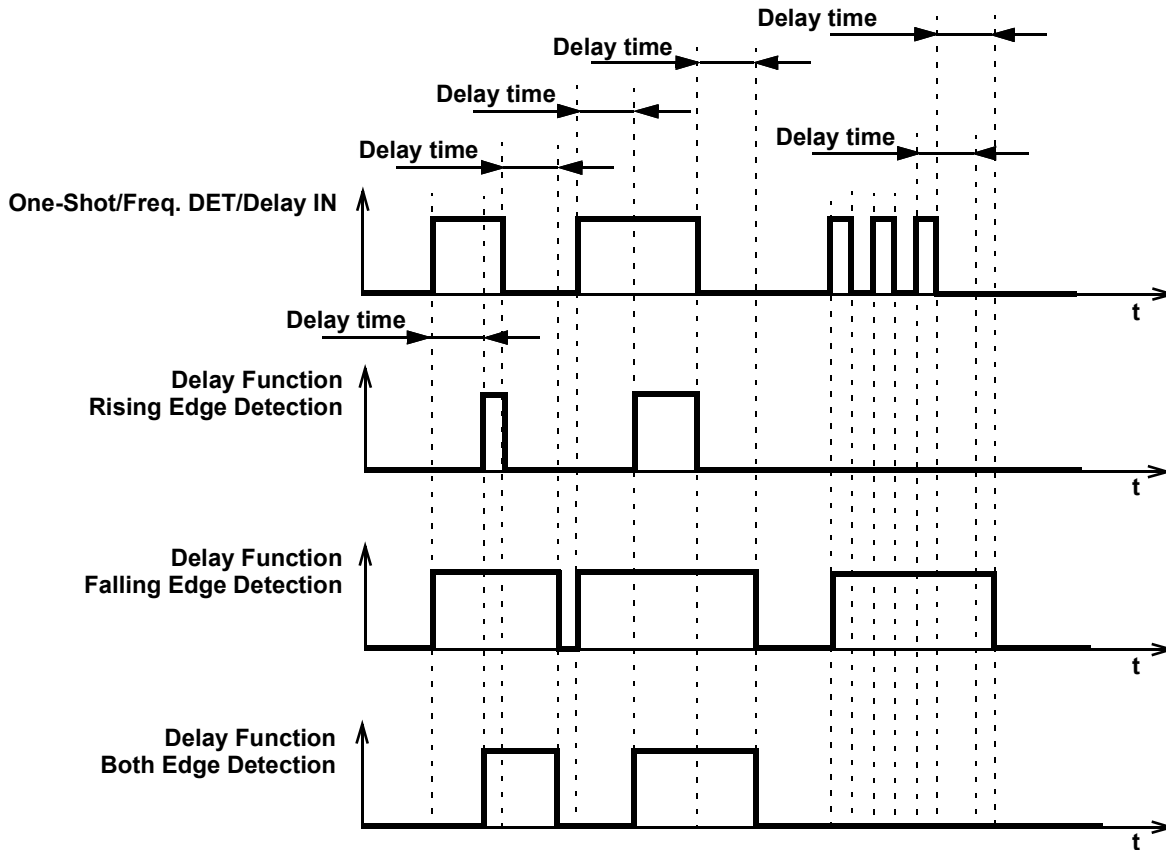 Delay time
Delay time
Delay time
Delay time
Delay time
One-Shot/Freq. DET/Delay IN
t
Delay time
Delay Function
Rising Edge Detection
t
Delay Function
Falling Edge Detection
t
Delay Function
Both Edge Detection
t